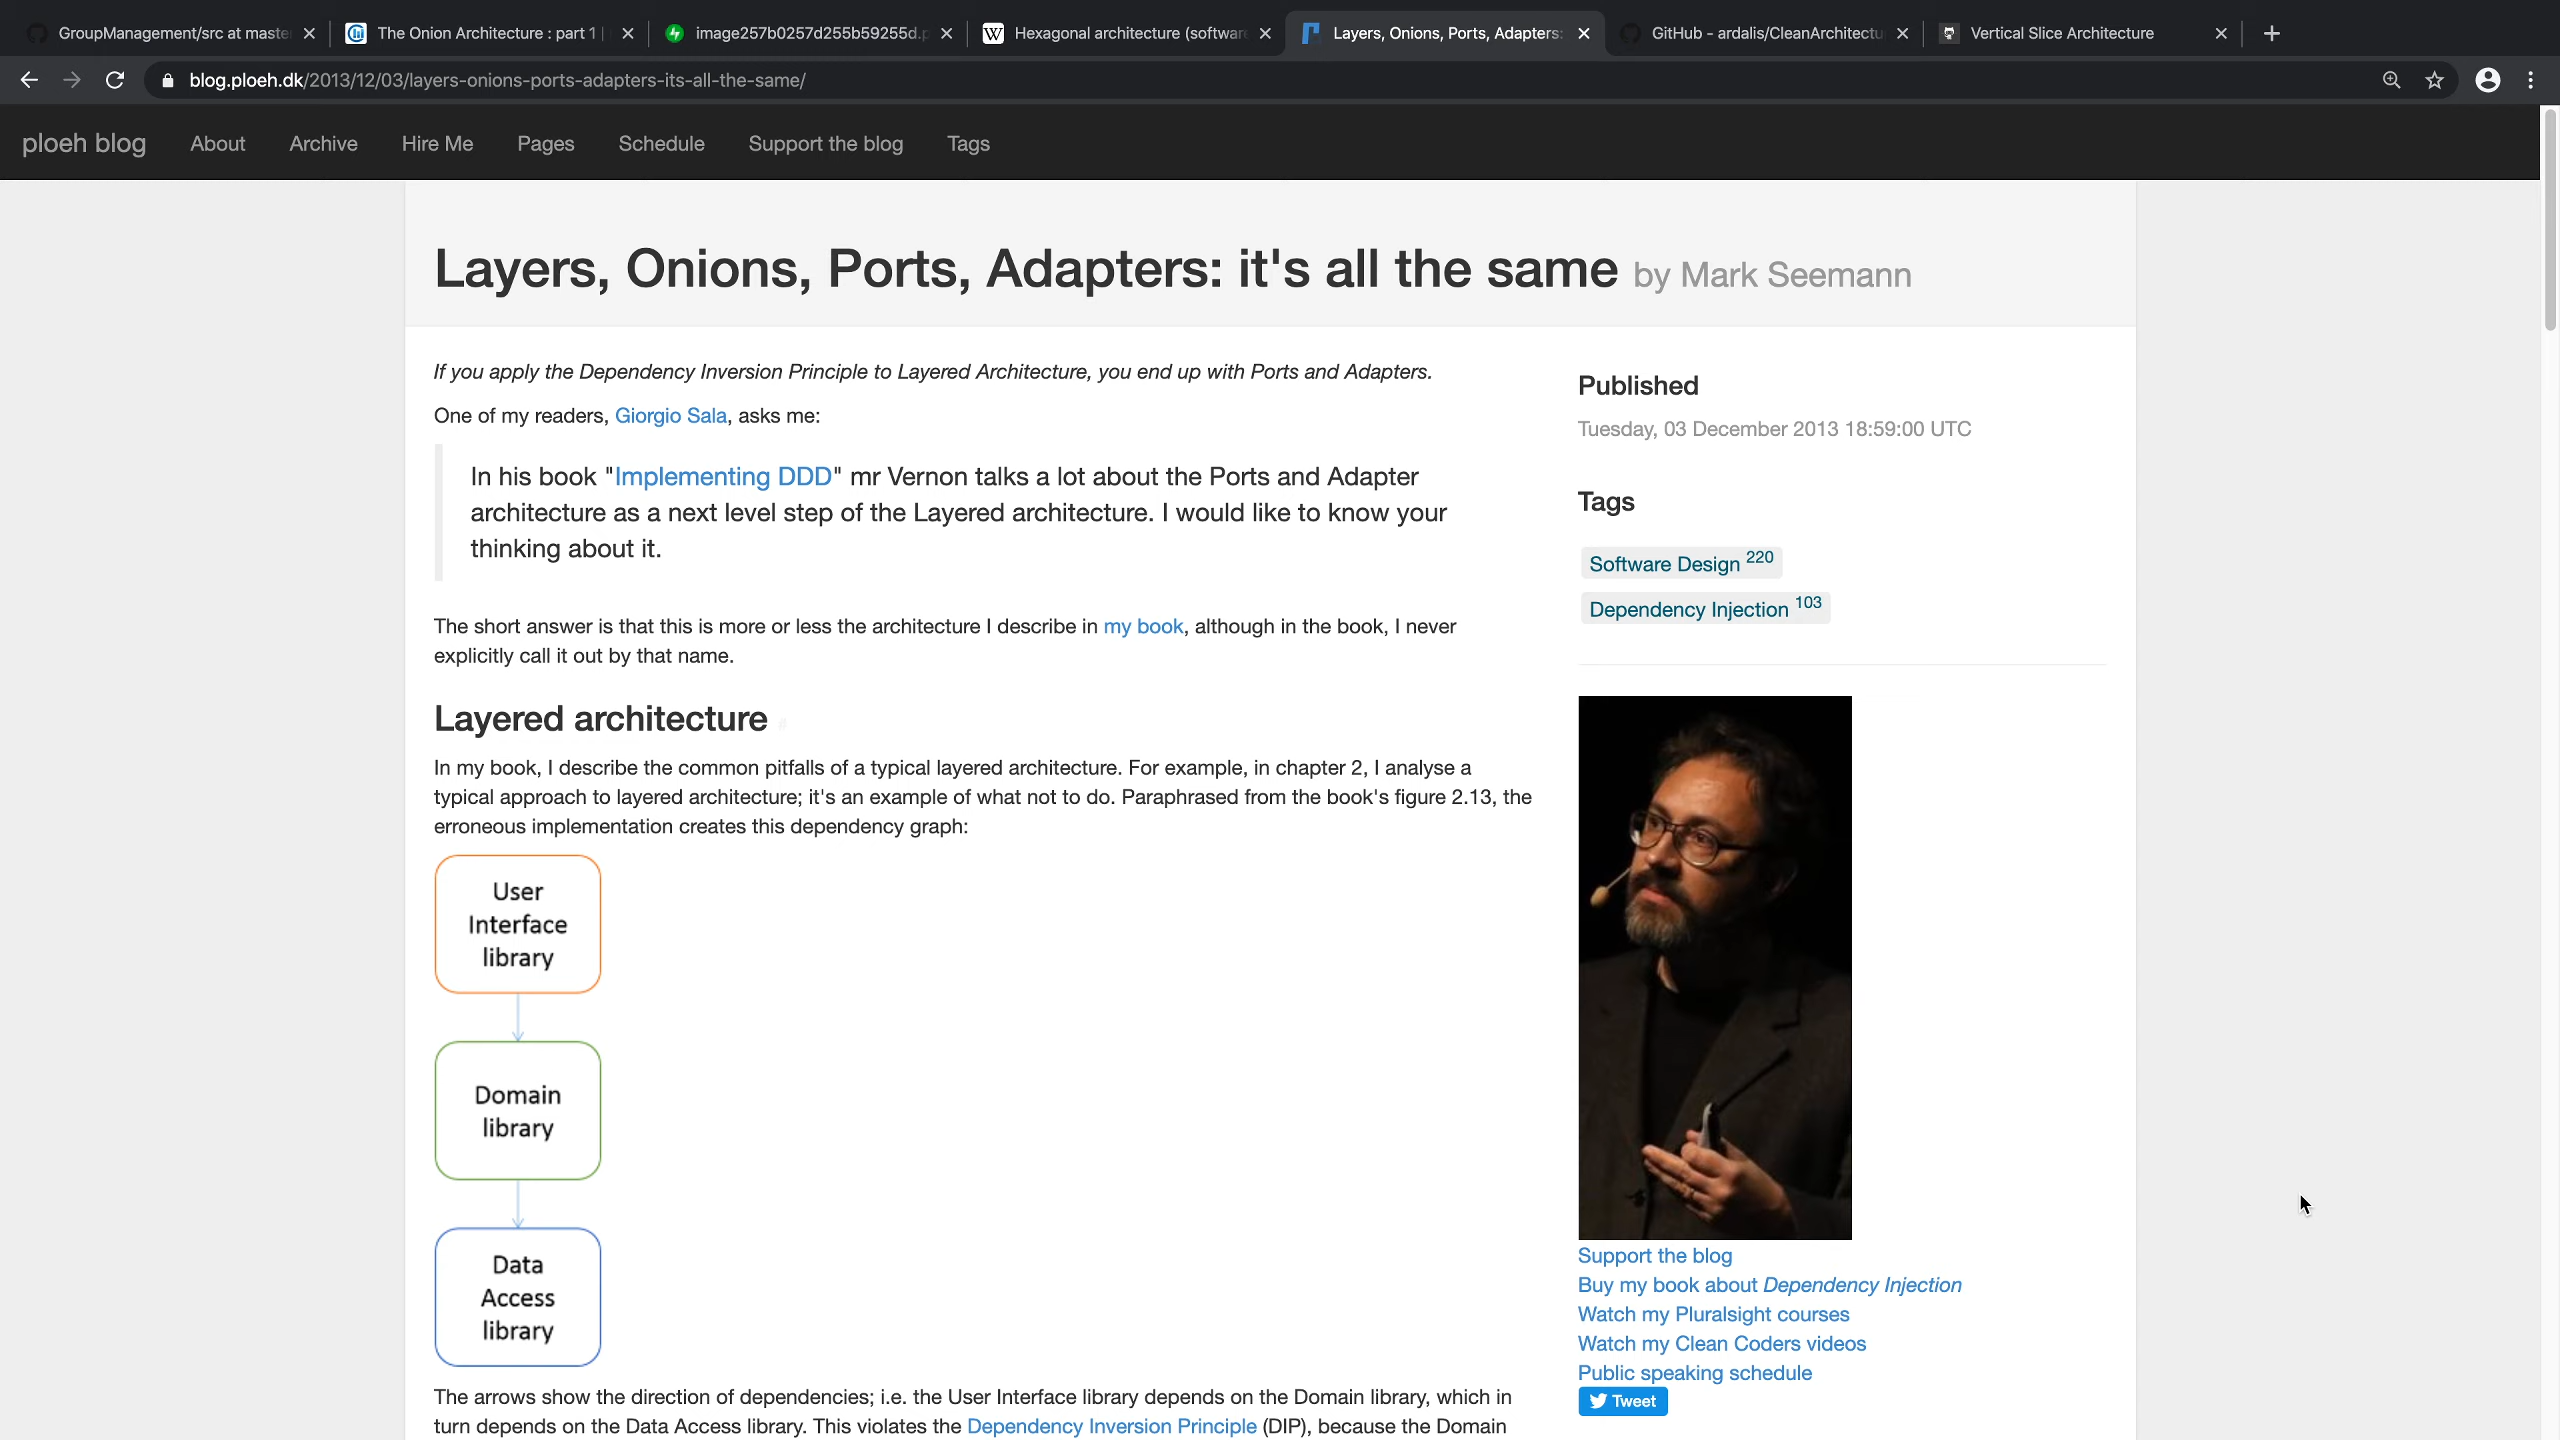 GroupManagement/src at maste
The Onion Architecture : part 1 |
image257b0257d255b59255d.p
Hexagonal architecture (softwar
Layers, Onions, Ports, Adapters:
GitHub - ardalis/CleanArchitectu
Vertical Slice Architecture
blog.ploeh.dk/2013/12/03/layers-onions-ports-adapters-its-all-the-same/
ploeh blog About Archive Hire Me Pages Schedule Support the blog Tags
Layers, Onions, Ports, Adapters: it's all the same by Mark Seemann
If you apply the Dependency Inversion Principle to Layered Architecture, you end up with Ports and Adapters.
One of my readers, Giorgio Sala, asks me:
In his book "Implementing DDD" mr Vernon talks a lot about the Ports and Adapter
architecture as a next level step of the Layered architecture. I would like to know your
thinking about it.
The short answer is that this is more or less the architecture I describe in my book, although in the book, I never
explicitly call it out by that name.
Layered architecture
In my book, I describe the common pitfalls of a typical layered architecture. For example, in chapter 2, I analyse a
typical approach to layered architecture; it's an example of what not to do. Paraphrased from the book's figure 2.13, the
erroneous implementation creates this dependency graph:
User
Interface
library
Domain
library
Data
Access
library
The arrows show the direction of dependencies; i.e. the User Interface library depends on the Domain library, which in
turn depends on the Data Access library. This violates the Dependency Inversion Principle (DIP), because the Domain
Published
Tuesday, 03 December 2013 18:59:00 UTC
Tags
Software Design 220
Dependency Injection 103
Support the blog
Buy my book about Dependency Injection
Watch my Pluralsight courses
Watch my Clean Coders videos
Public speaking schedule
Tweet